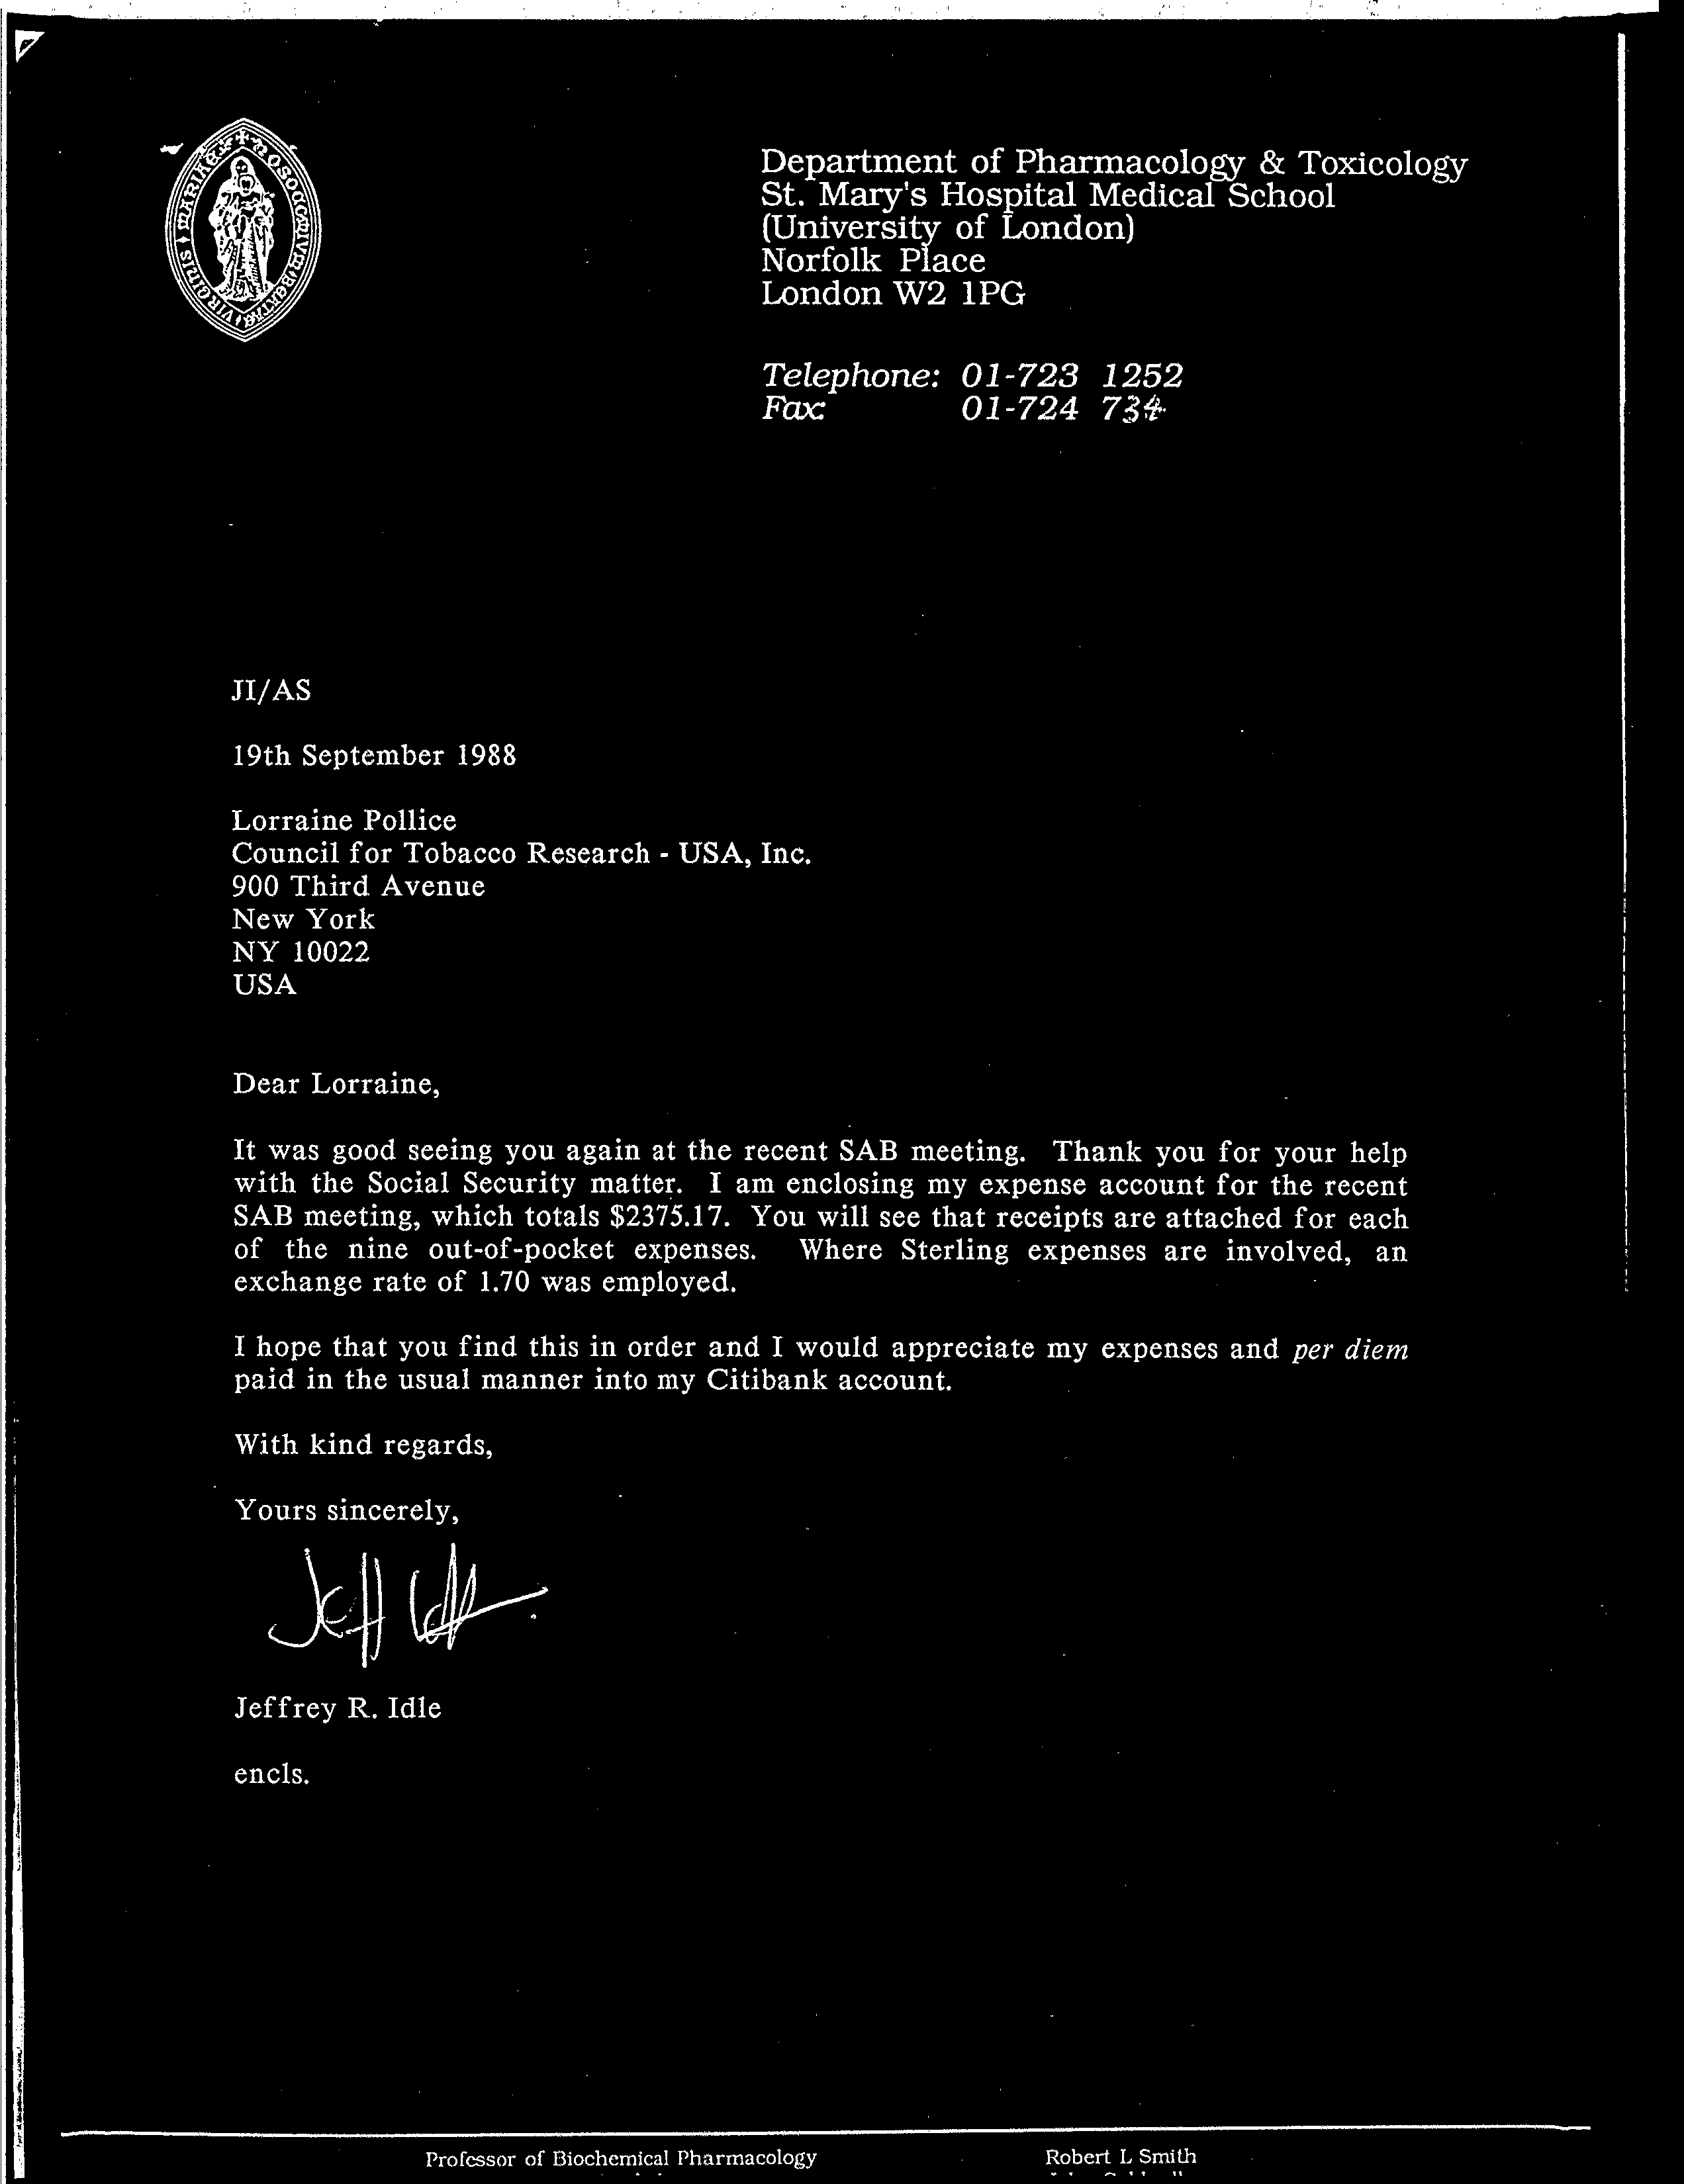 Department of Pharmacology & Toxicology
St. Mary's Hospital Medical School
(University of London)
Norfolk Place
London W2 1PG
Telephone: 01-723 1252
Fax: 01-724 734
JI/AS
19th September 1988
Lorraine Pollice
Council for Tobacco Research - USA, Inc.
900 Third Avenue
New York
NY 10022
USA
Dear Lorraine,
It was good seeing you again at the recent SAB meeting. Thank you for your help
with the Social Security matter. I am enclosing my expense account for the recent
SAB meeting, which totals $2375.17. You will see that receipts are attached for each
of the nine out-of-pocket expenses. Where Sterling expenses are involved, an
exchange rate of 1.70 was employed.
I hope that you find this in order and I would appreciate my expenses and per diem
paid in the usual manner into my Citibank account.
With kind regards,
Yours sincerely,
Jeff Idle
Jeffrey R. Idle
encls.
Professor of Biochemical Pharmacology Robert L Smith